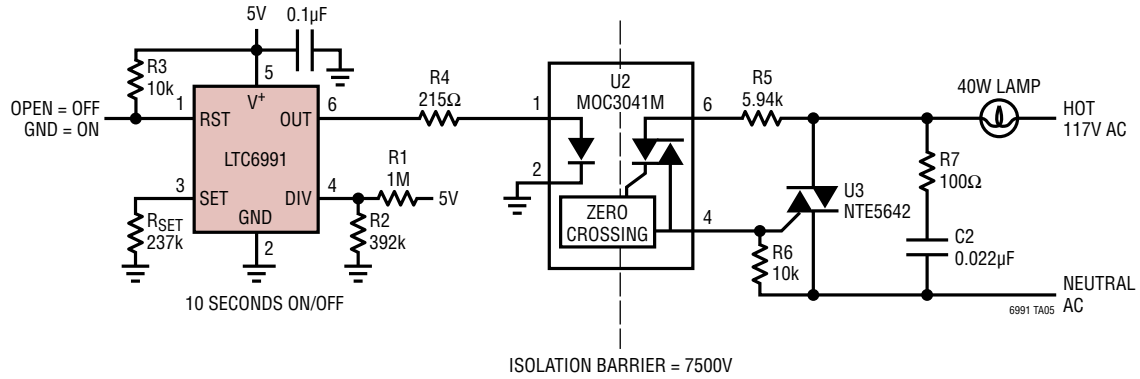 5V
0.1µF
R3
10k
5
OPEN = OFF
GND = ON
1
V+
RST
OUT
6
LTC6991
R4
215Ω
R1
1M
5V
3
SET
DIV
4
GND
RSET
237k
2
R2
392k
10 SECONDS ON/OFF
U2
MOC3041M
1
2
6
4
ZERO
CROSSING
R5
5.94k
40W LAMP
HOT
117V AC
R7
100Ω
U3
NTE5642
R6
10k
C2
0.022µF
NEUTRAL
AC
6991 TA05
ISOLATION BARRIER = 7500V